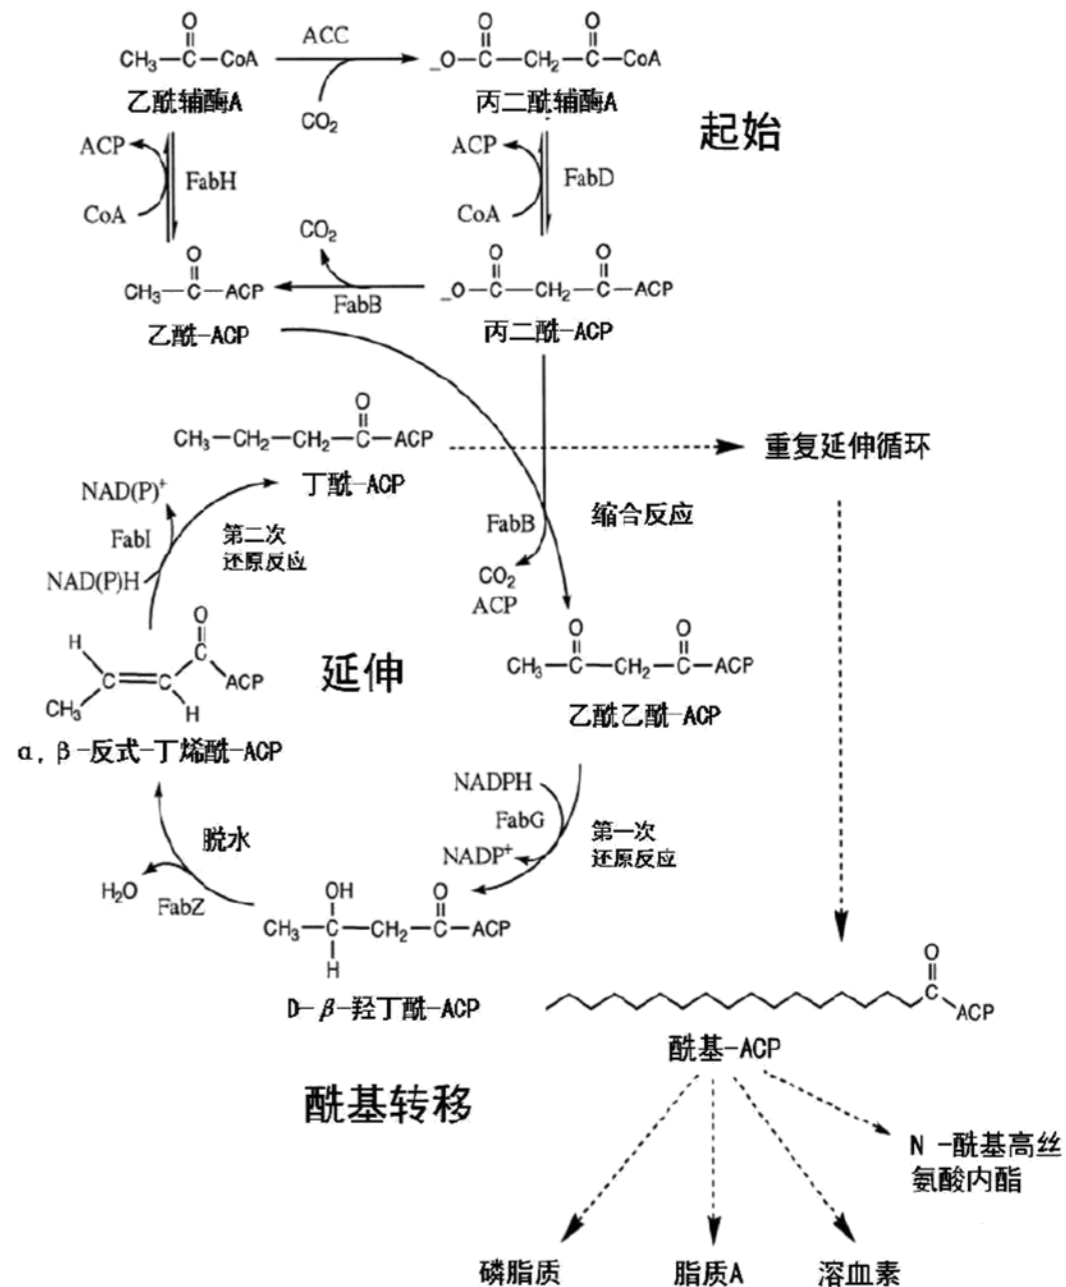 O
CH₃—C—CoA
乙酰辅酶A
ACC
CO₂
O O
_O—C—CH₂—C—CoA
丙二酰辅酶A
起始
ACP
FabH
CoA
ACP
FabD
CoA
CO₂
FabB
O
CH₃—C—ACP
乙酰-ACP
O O
_O—C—CH₂—C—ACP
丙二酰-ACP
O
CH₃—CH₂—CH₂—C—ACP
丁酰-ACP
重复延伸循环
NAD(P)⁺
FabI
NAD(P)H
第二次
还原反应
FabB
缩合反应
CO₂
ACP
O
H C
C=C ACP
CH₃ H
α, β-反式-丁烯酰-ACP
延伸
O O
CH₃—C—CH₂—C—ACP
乙酰乙酰-ACP
NADPH
FabG
NADP⁺
第一次
还原反应
脱水
H₂O
FabZ
OH O
CH₃—C—CH₂—C—ACP
H
D-β-羟丁酰-ACP
O
C
ACP
酰基-ACP
酰基转移
N -酰基高丝
氨酸内酯
磷脂质
脂质A
溶血素